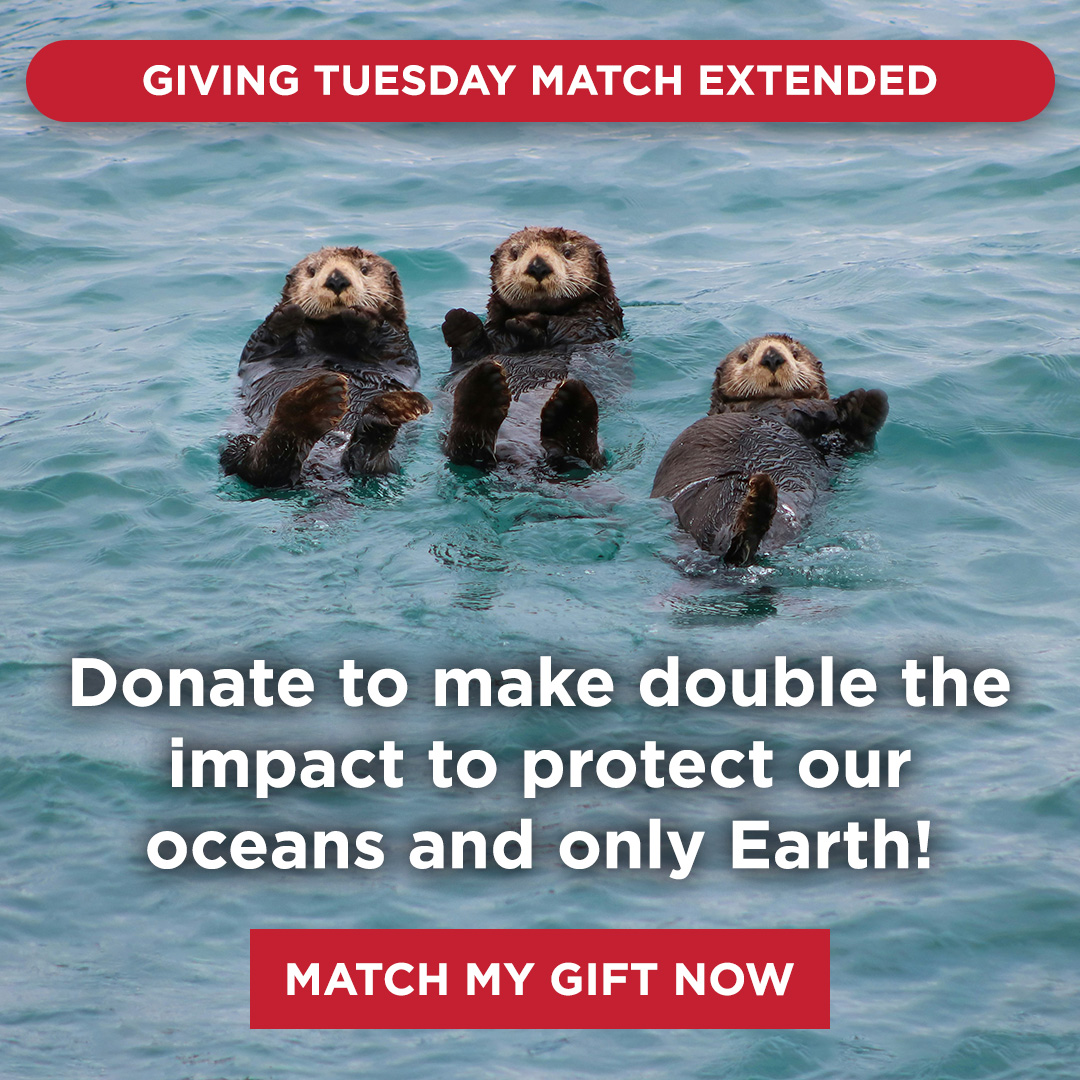 GIVING TUESDAY MATCH EXTENDED
Donate to make double the
impact to protect our
oceans and only Earth!
MATCH MY GIFT NOW